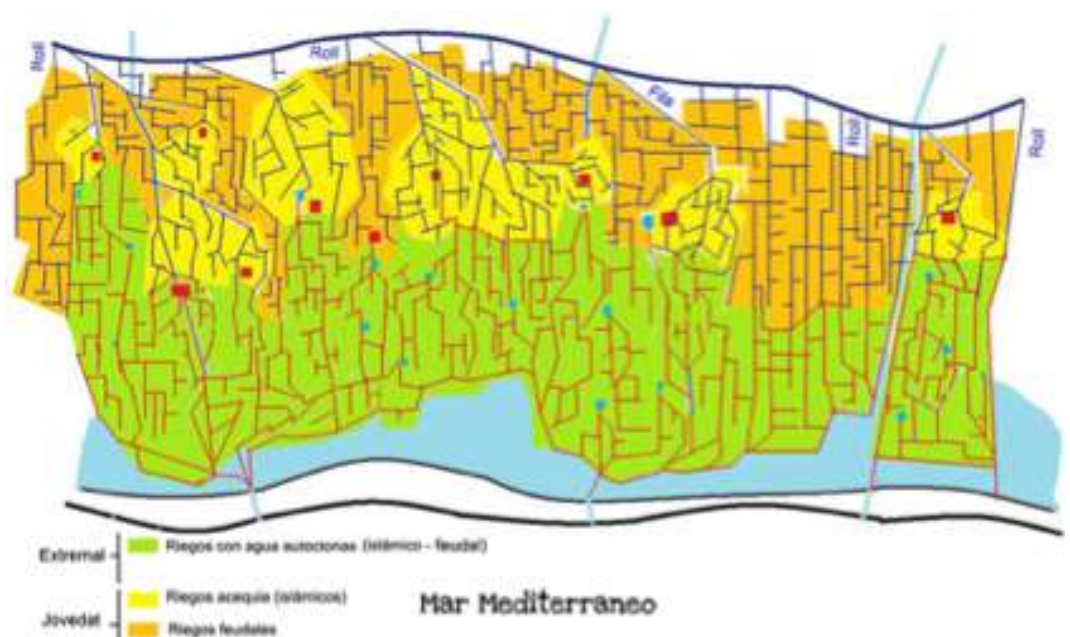 Roll
Roll
Fila
Roll
Roll
Extremal
Riegos con agua autocionas (islámico - feudal)
Jovedat
Riegos acequia (islámicos)
Riegos feudales
Mar Mediterraneo